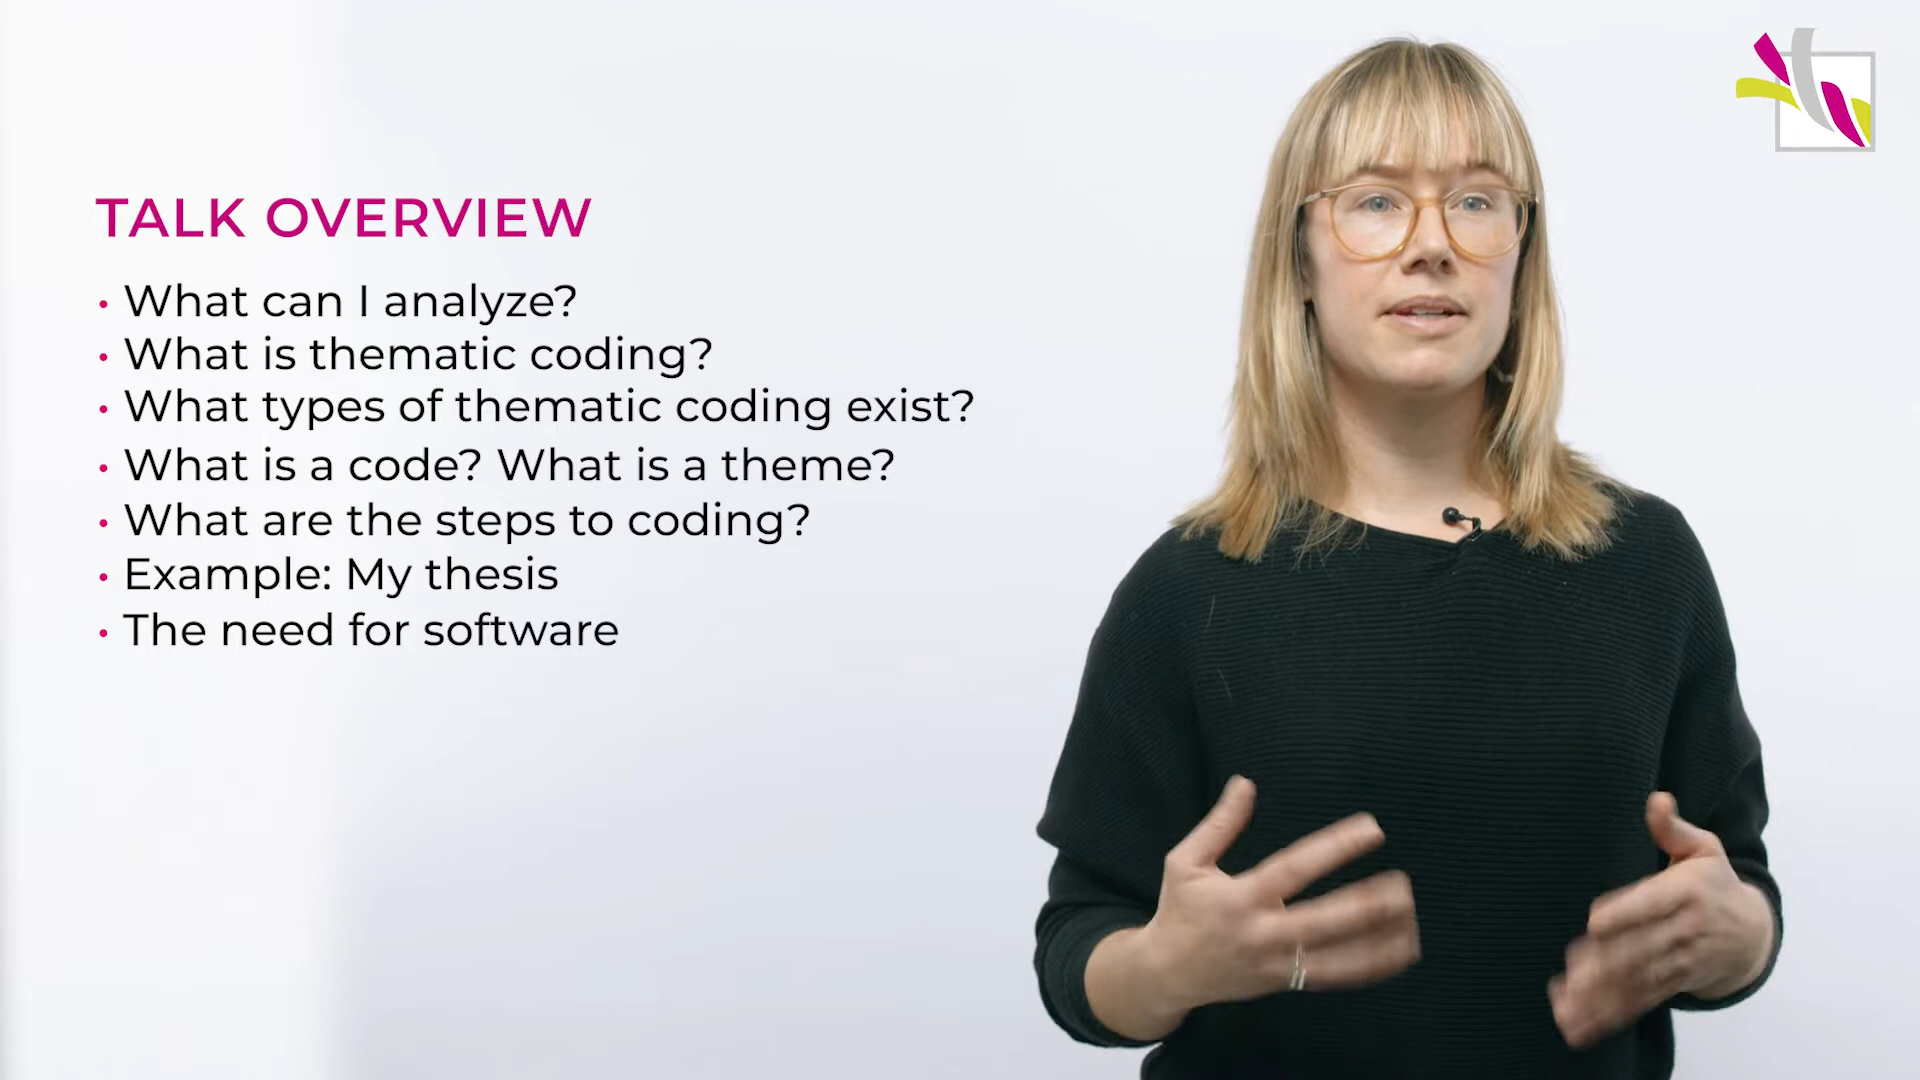 TALK OVERVIEW
• What can I analyze?
• What is thematic coding?
• What types of thematic coding exist?
• What is a code? What is a theme?
• What are the steps to coding?
• Example: My thesis
• The need for software